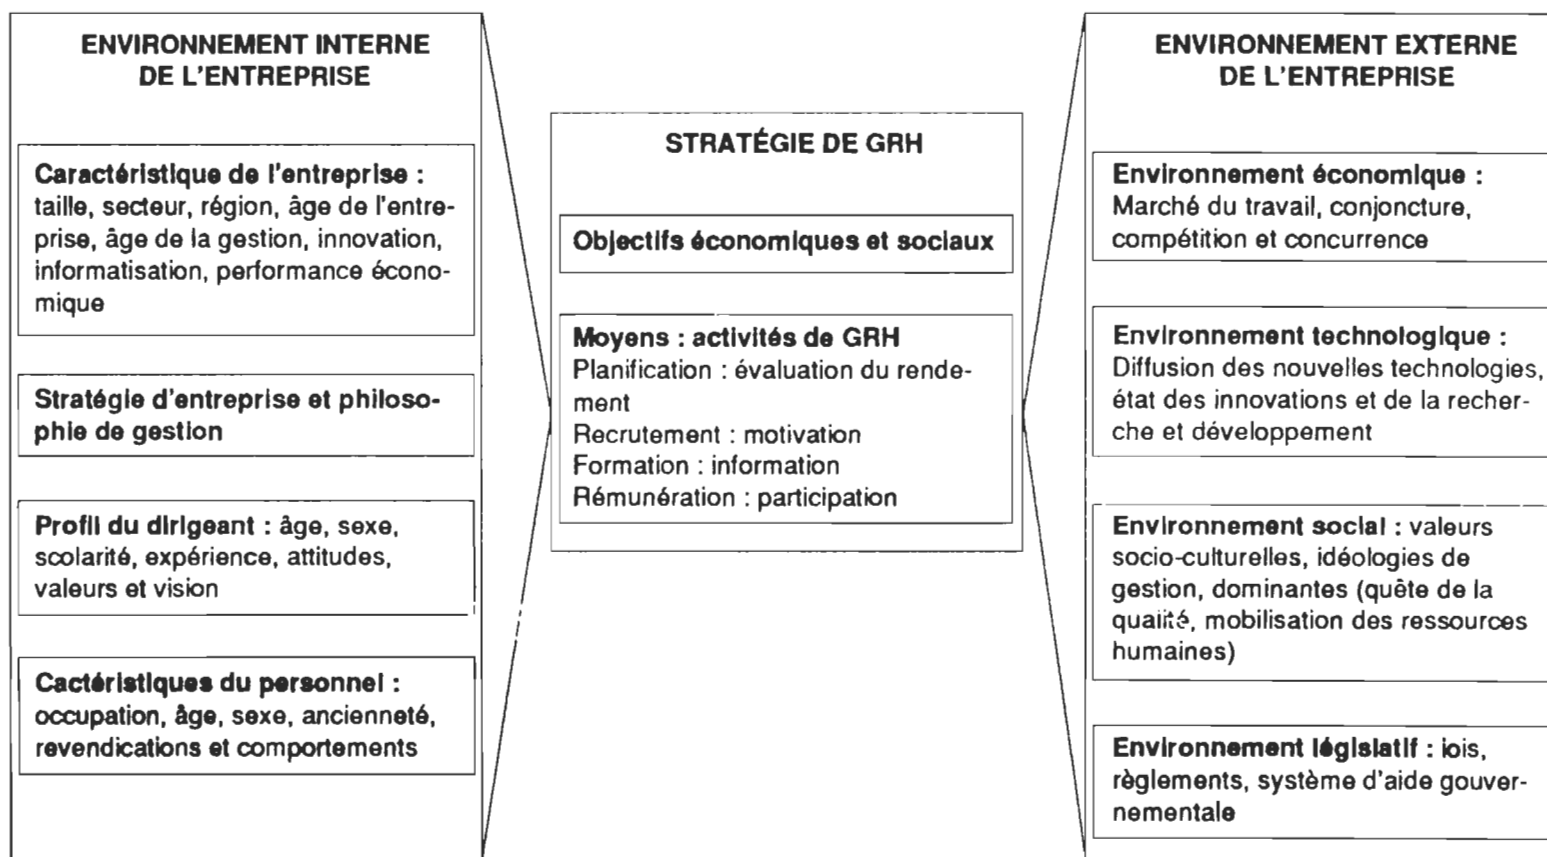 ENVIRONNEMENT INTERNE
DE L'ENTREPRISE
Caractéristique de l'entreprise :
taille, secteur, région, âge de l'entre-
prise, âge de la gestion, innovation,
informatisation, performance écono-
mique
Stratégie d'entreprise et philoso-
phie de gestion
Profil du dirigeant : âge, sexe,
scolarité, expérience, attitudes,
valeurs et vision
Cactéristiques du personnel :
occupation, âge, sexe, ancienneté,
revendications et comportements
STRATÉGIE DE GRH
Objectifs économiques et sociaux
Moyens : activités de GRH
Planification : évaluation du rende-
ment
Recrutement : motivation
Formation : information
Rémunération : participation
ENVIRONNEMENT EXTERNE
DE L'ENTREPRISE
Environnement économique :
Marché du travail, conjoncture,
compétition et concurrence
Environnement technologique :
Diffusion des nouvelles technologies,
état des innovations et de la recher-
che et développement
Environnement social : valeurs
socio-culturelles, idéologies de
gestion, dominantes (quête de la
qualité, mobilisation des ressources
humaines)
Environnement législatif : lois,
règlements, système d'aide gouver-
nementale